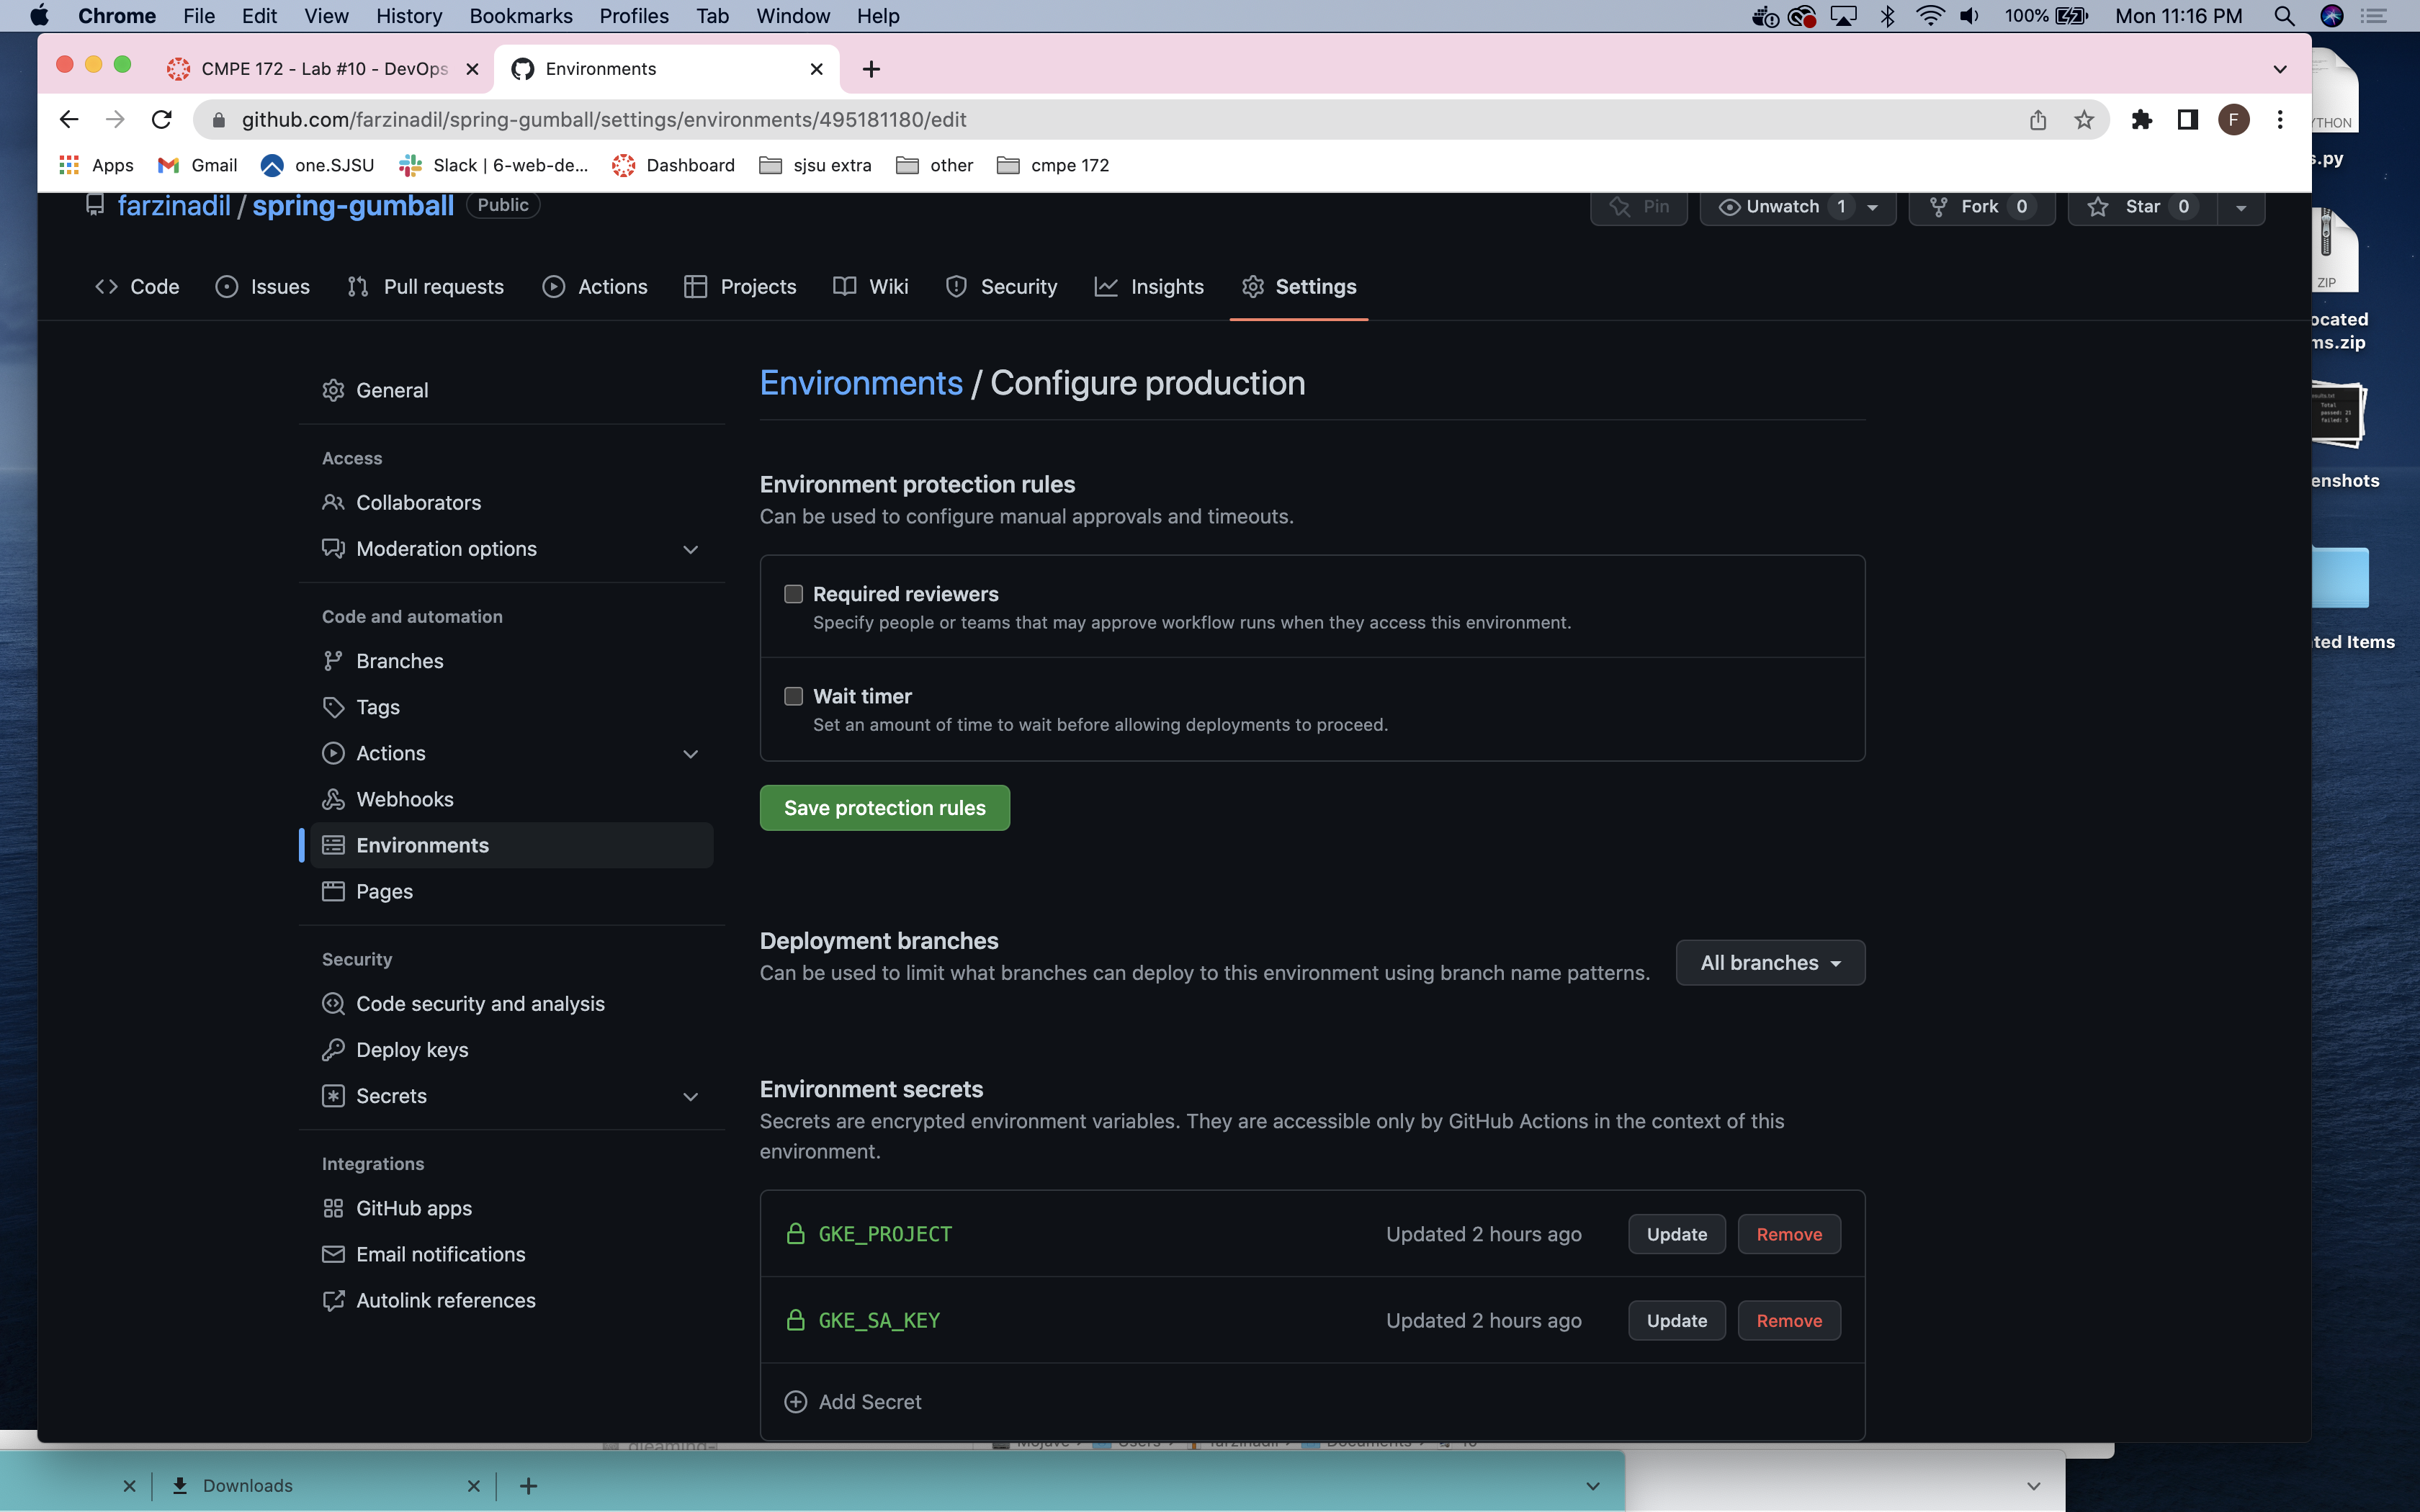 Chrome File Edit View History Bookmarks Profiles Tab Window Help 100% Mon 11:16 PM
CMPE 172 - Lab #10 - DevOps Environments
github.com/farzinadil/spring-gumball/settings/environments/495181180/edit F
Apps Gmail one.SJSU Slack | 6-web-de... Dashboard sjsu extra other cmpe 172
farzinadil / spring-gumball Public Pin Unwatch 1 Fork 0 Star 0
Code Issues Pull requests Actions Projects Wiki Security Insights Settings
General
Access
Collaborators
Moderation options
Code and automation
Branches
Tags
Actions
Webhooks
Environments
Pages
Security
Code security and analysis
Deploy keys
Secrets
Integrations
GitHub apps
Email notifications
Autolink references
Environments / Configure production
Environment protection rules
Can be used to configure manual approvals and timeouts.
Required reviewers
Specify people or teams that may approve workflow runs when they access this environment.
Wait timer
Set an amount of time to wait before allowing deployments to proceed.
Save protection rules
Deployment branches
Can be used to limit what branches can deploy to this environment using branch name patterns.
All branches
Environment secrets
Secrets are encrypted environment variables. They are accessible only by GitHub Actions in the context of this
environment.
GKE_PROJECT Updated 2 hours ago Update Remove
GKE_SA_KEY Updated 2 hours ago Update Remove
Add Secret
YTHON
s.py
ZIP
ocated
ms.zip
Total
passed: 21
failed: 5
enshots
ted Items
Downloads